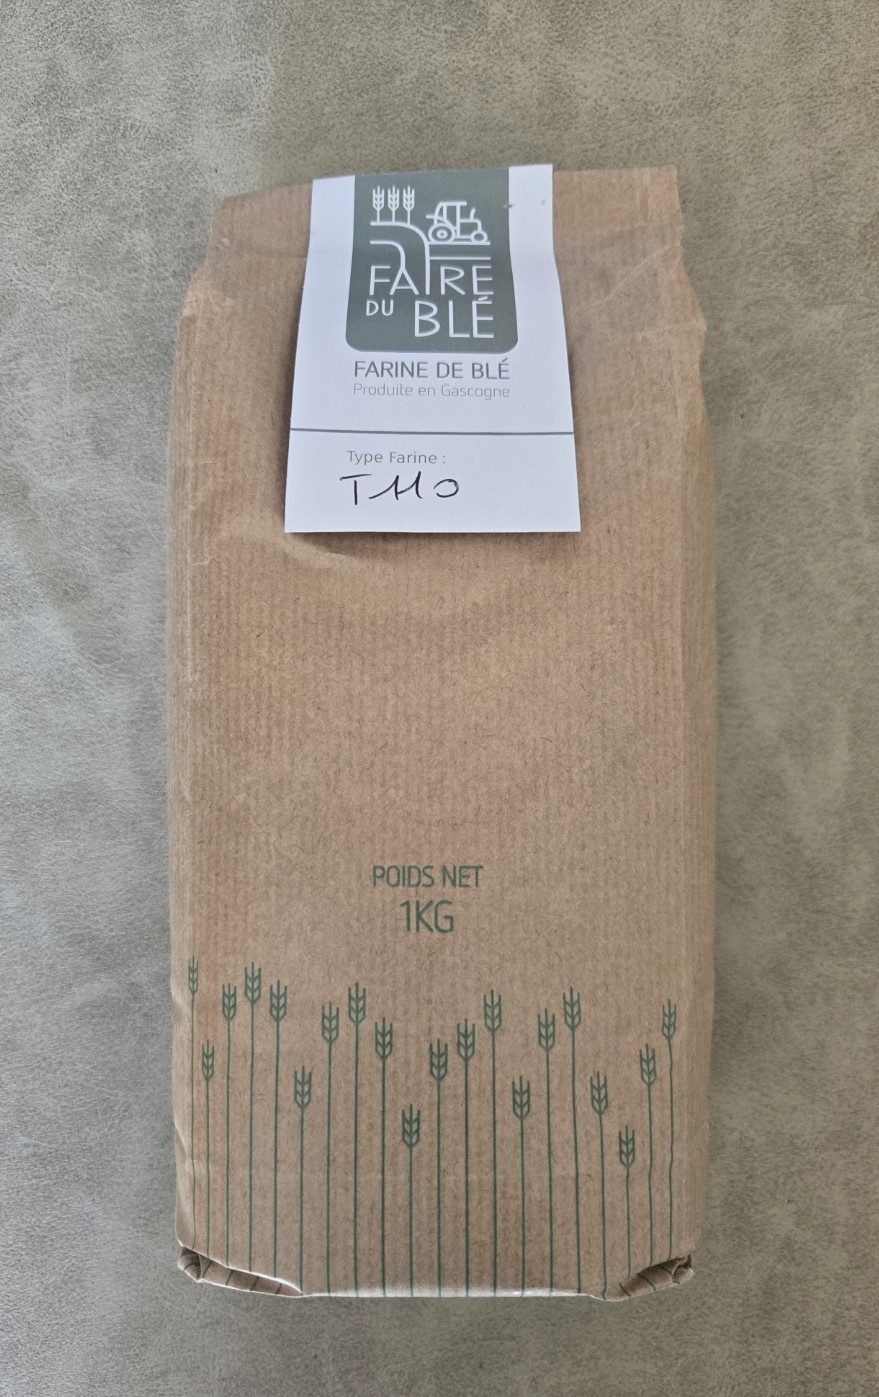 FAIRE
DU BLÉ
FARINE DE BLÉ
Produite en Gascogne
Type Farine :
T110
POIDS NET
1KG